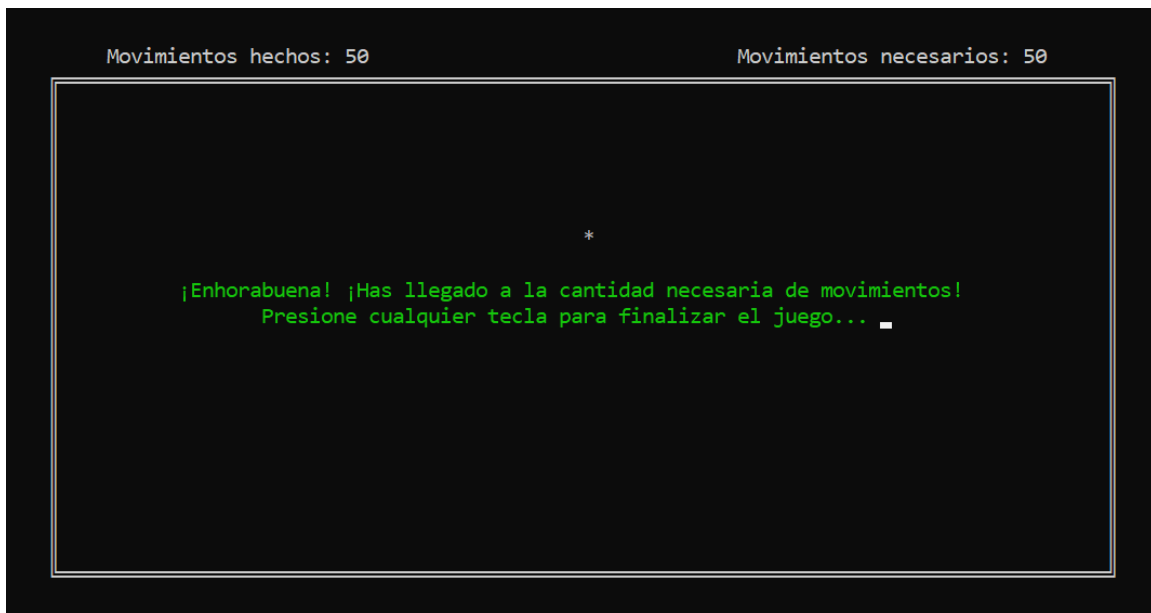 Movimientos hechos: 50 Movimientos necesarios: 50
*
¡Enhorabuena! ¡Has llegado a la cantidad necesaria de movimientos!
Presione cualquier tecla para finalizar el juego...